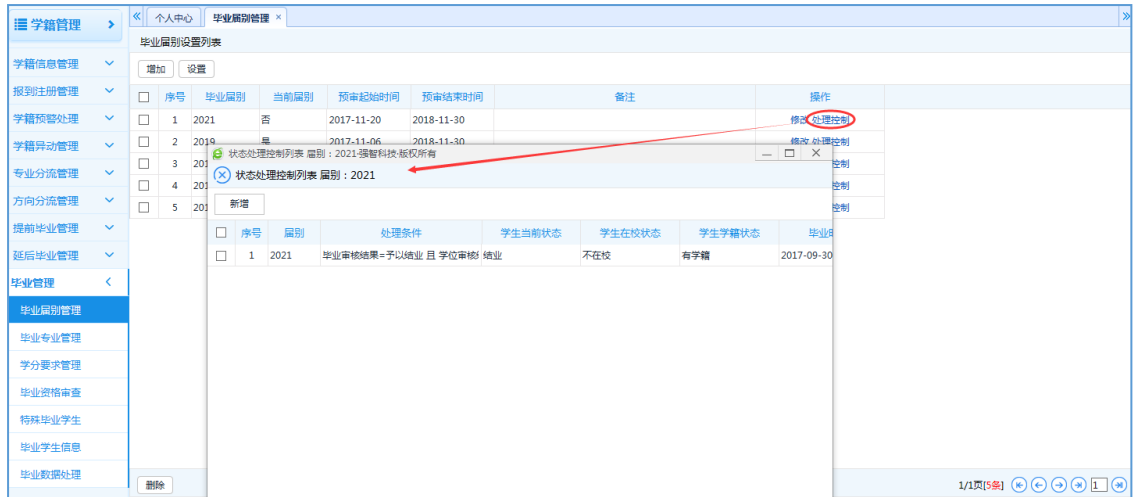 学籍管理
个人中心 毕业届别管理 ×
毕业届别设置列表
学籍信息管理
增加 设置
报到注册管理
序号 毕业届别 当前届别 预审起始时间 预审结束时间 备注 操作
学籍预警处理
1 2021 否 2017-11-20 2018-11-30 修改 处理控制
学籍异动管理
2 2019 是 2017-11-06 2018-11-30 修改 处理控制
状态处理控制列表 届别：2021-强智科技·版权所有
专业分流管理
3 201
状态处理控制列表 届别：2021
4 201
方向分流管理
新增
5 201
提前毕业管理
序号 届别 处理条件 学生当前状态 学生在校状态 学生学籍状态
延后毕业管理
1 2021 毕业审核结果=予以结业 且 学位审核 结业 不在校 有学籍 2017-09-30
毕业管理
毕业届别管理
毕业专业管理
学分要求管理
毕业资格审查
特殊毕业学生
毕业学生信息
毕业数据处理
删除 1/1页[5条] 1